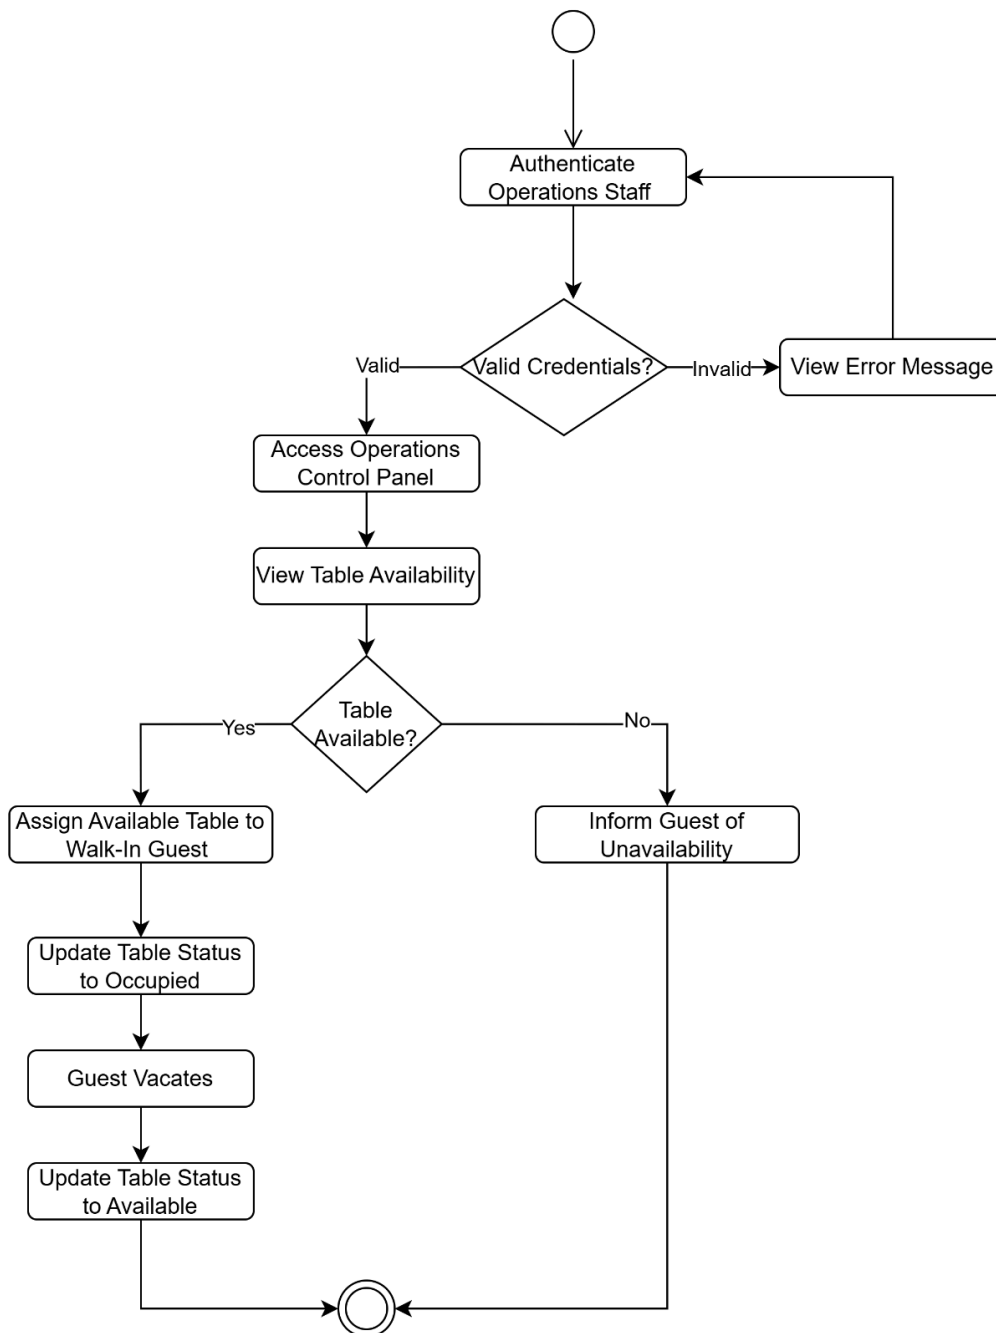 Authenticate
Operations Staff
Valid Credentials?
Valid
Invalid
View Error Message
Access Operations
Control Panel
View Table Availability
Table
Available?
Yes
No
Assign Available Table to
Walk-In Guest
Inform Guest of
Unavailability
Update Table Status
to Occupied
Guest Vacates
Update Table Status
to Available